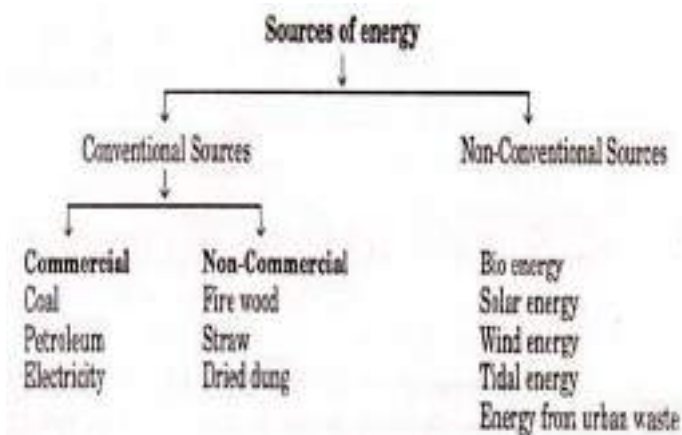 Sources of energy
Conventional Sources
Non-Conventional Sources
Commercial
Coal
Petroleum
Electricity
Non-Commercial
Fire wood
Straw
Dried dung
Bio energy
Solar energy
Wind energy
Tidal energy
Energy from urban waste